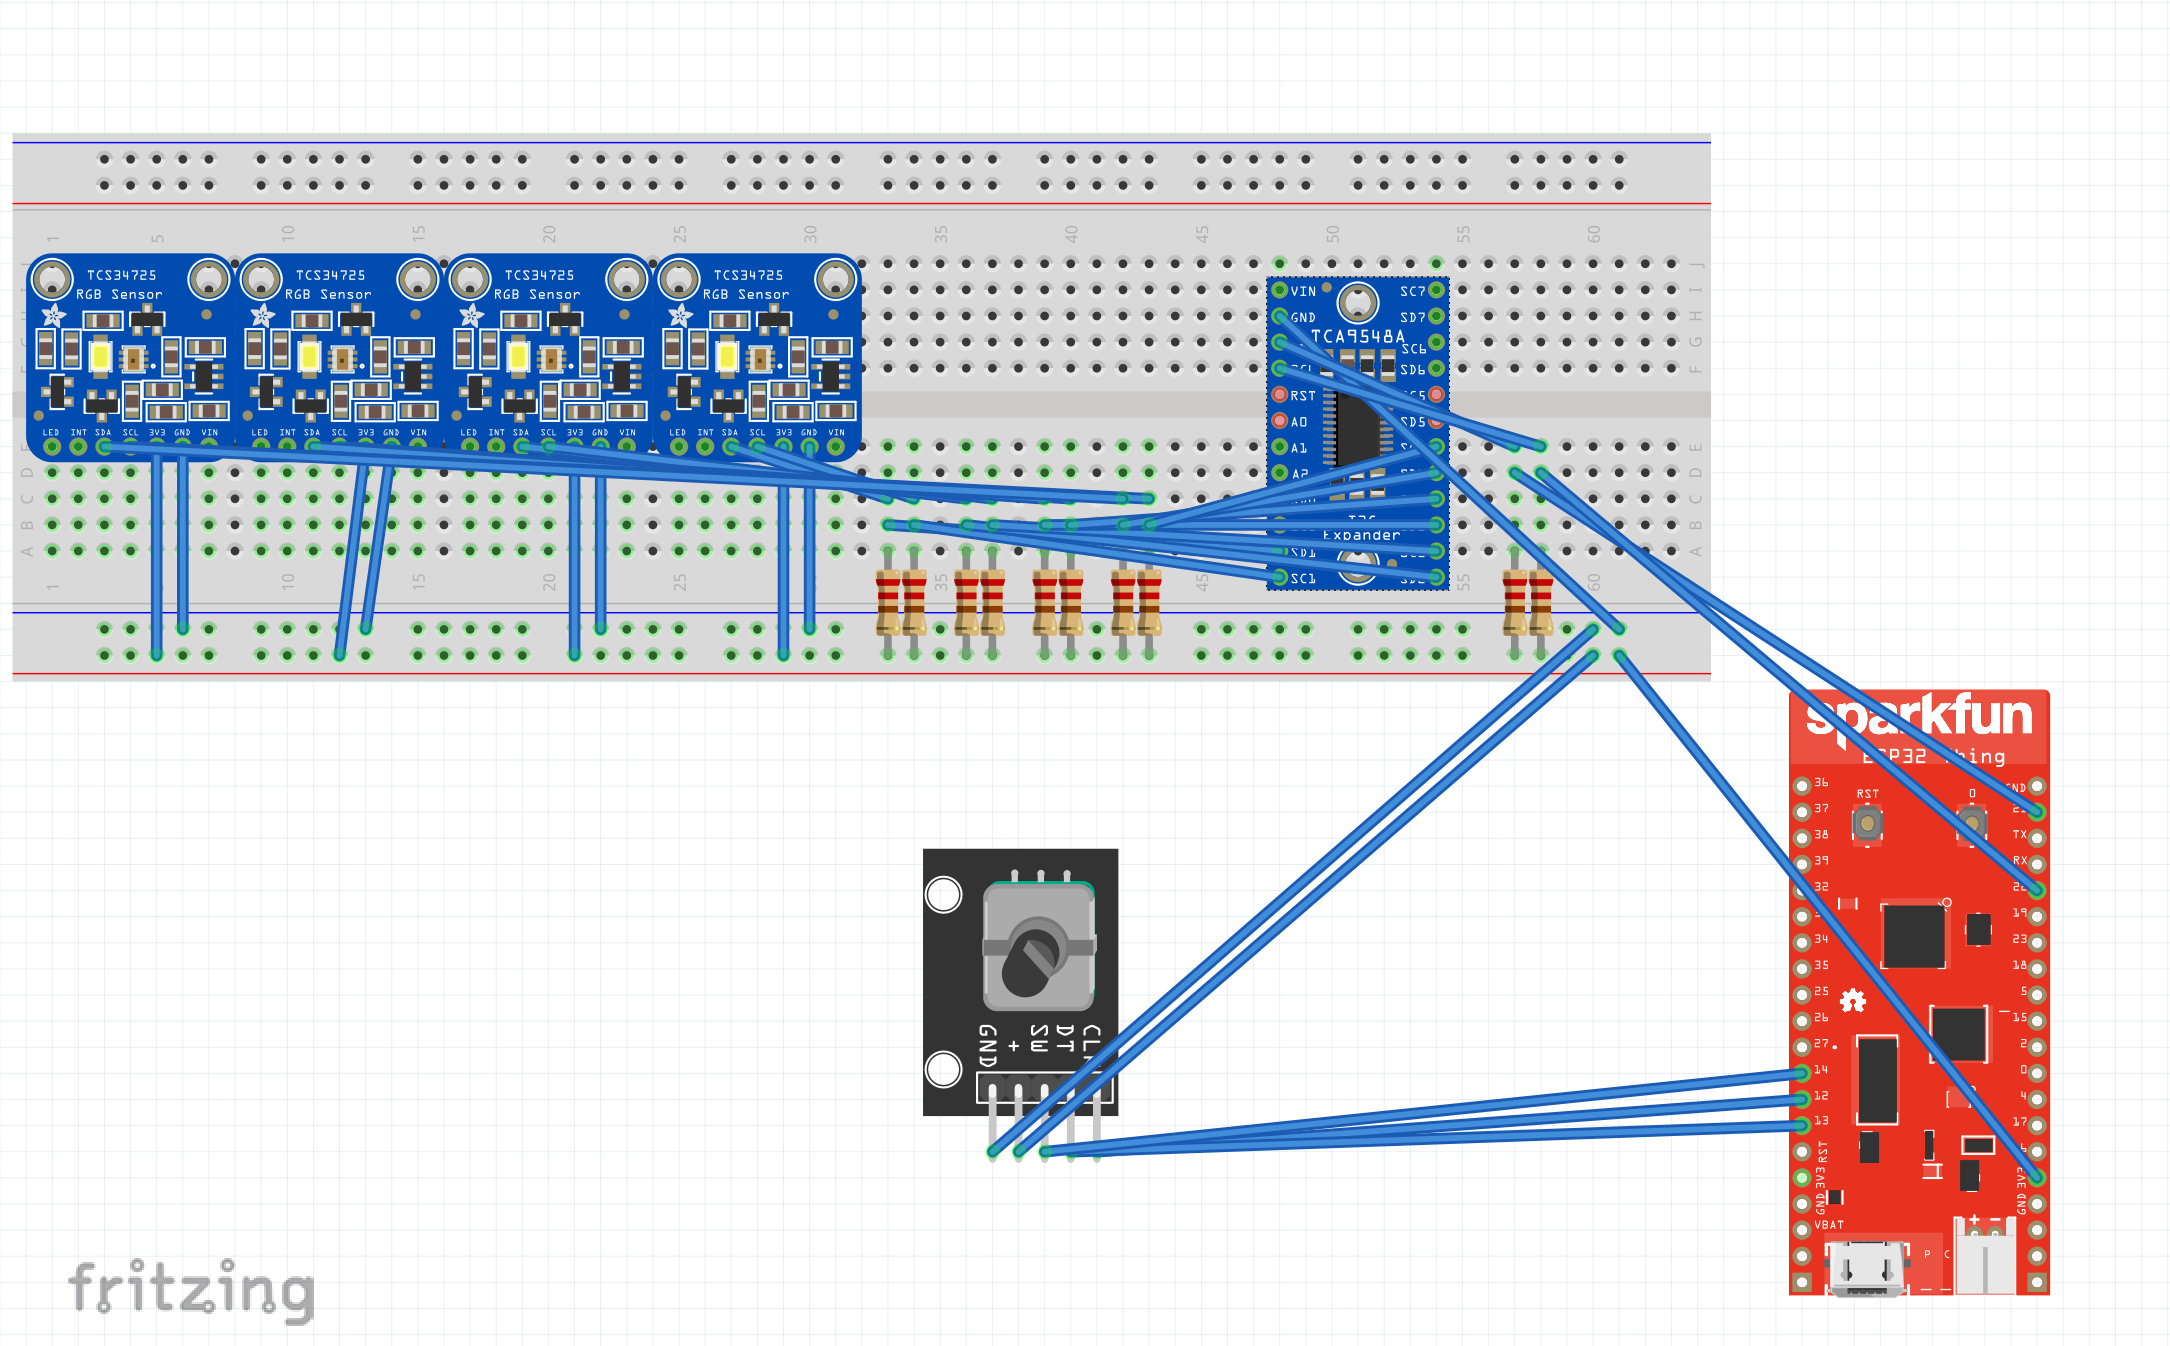 1 5 10 15 20 25 30 35 40 45 50 55 60
J
TCS34725
RGB Sensor
LED INT SDA SCL 3V3 GND VIN
TCS34725
RGB Sensor
LED INT SDA SCL 3V3 GND VIN
TCS34725
RGB Sensor
LED INT SDA SCL 3V3 GND VIN
TCS34725
RGB Sensor
LED INT SDA SCL 3V3 GND VIN
VIN SC7
GND SD7
TCA9548A
SC6
SD6
RST
A0 SD5
A1
A2
Expander
SD1
SC1
J
I
H
G
F
E
D
C
B
A
D
C
B
A
1 10 15 20 25 35 45 55 60
sparkfun
ESP32 Thing
RST 0
36
37
38
39
32
34
35
25
26
27
14
12
13
RST
3V3
GND
VBAT
GND
21
TX
RX
22
19
23
18
5
15
2
0
4
17
3V3
GND
+ -
P C
GND
+
SW
DT
CLK
fritzing